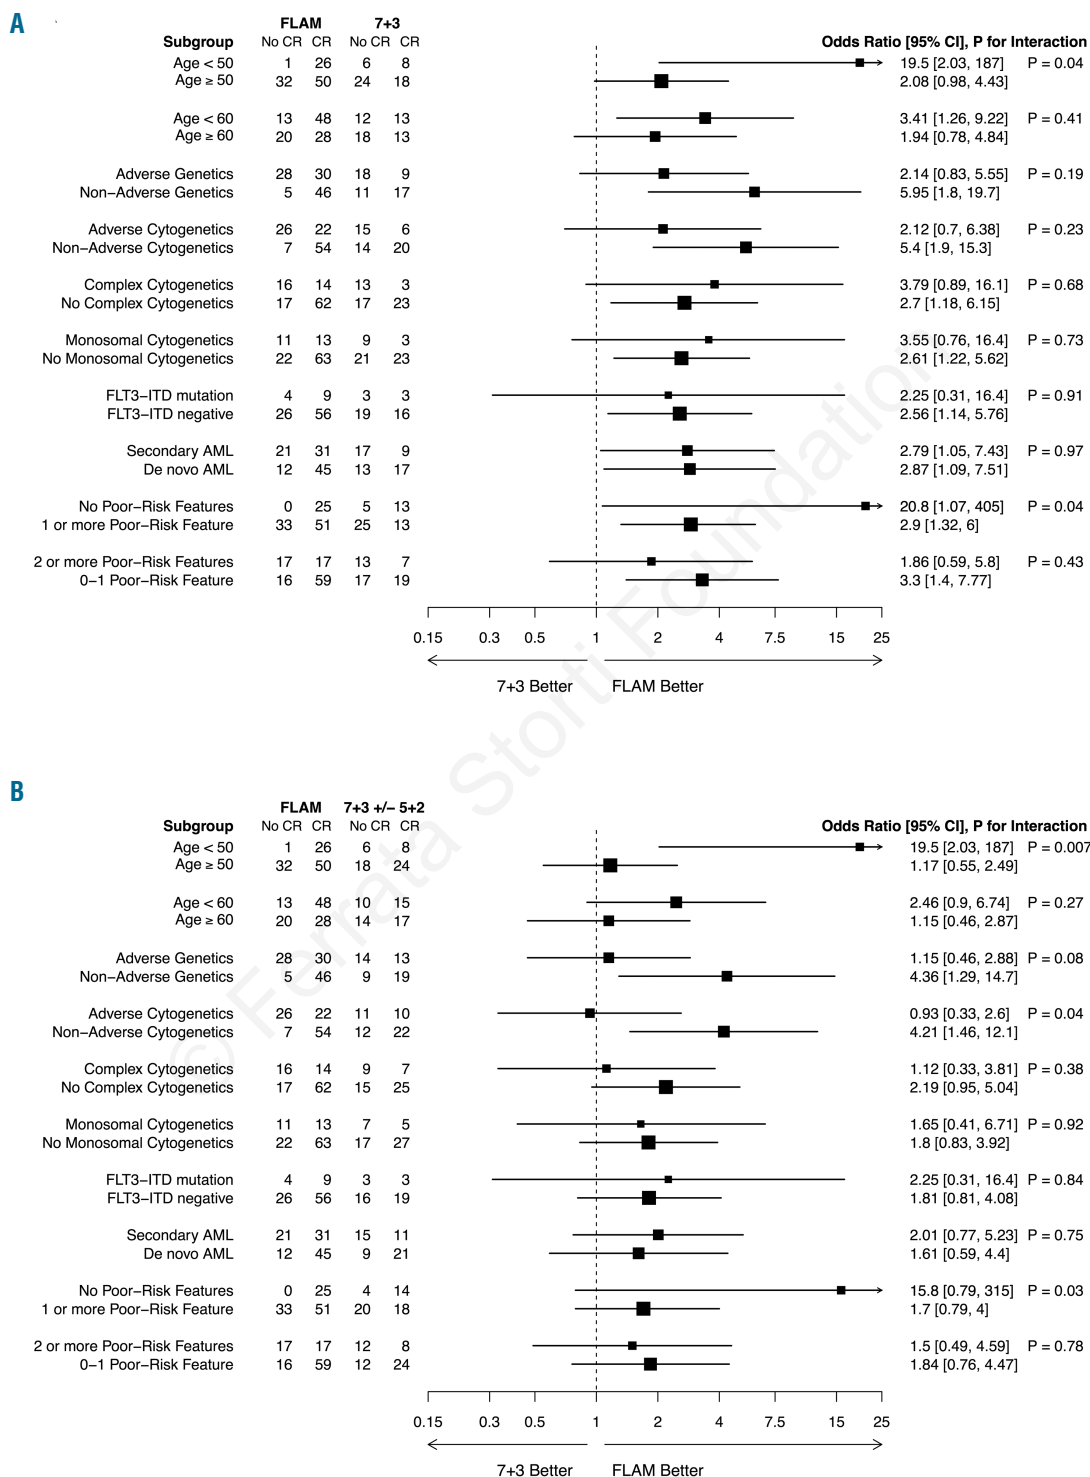 A
FLAM 7+3
Subgroup No CR CR No CR CR Odds Ratio [95% CI], P for Interaction
Age < 50 1 26 6 8 19.5 [2.03, 187] P = 0.04
Age ≥ 50 32 50 24 18 2.08 [0.98, 4.43]
Age < 60 13 48 12 13 3.41 [1.26, 9.22] P = 0.41
Age ≥ 60 20 28 18 13 1.94 [0.78, 4.84]
Adverse Genetics 28 30 18 9 2.14 [0.83, 5.55] P = 0.19
Non−Adverse Genetics 5 46 11 17 5.95 [1.8, 19.7]
Adverse Cytogenetics 26 22 15 6 2.12 [0.7, 6.38] P = 0.23
Non−Adverse Cytogenetics 7 54 14 20 5.4 [1.9, 15.3]
Complex Cytogenetics 16 14 13 3 3.79 [0.89, 16.1] P = 0.68
No Complex Cytogenetics 17 62 17 23 2.7 [1.18, 6.15]
Monosomal Cytogenetics 11 13 9 3 3.55 [0.76, 16.4] P = 0.73
No Monosomal Cytogenetics 22 63 21 23 2.61 [1.22, 5.62]
FLT3−ITD mutation 4 9 3 3 2.25 [0.31, 16.4] P = 0.91
FLT3−ITD negative 26 56 19 16 2.56 [1.14, 5.76]
Secondary AML 21 31 17 9 2.79 [1.05, 7.43] P = 0.97
De novo AML 12 45 13 17 2.87 [1.09, 7.51]
No Poor−Risk Features 0 25 5 13 20.8 [1.07, 405] P = 0.04
1 or more Poor−Risk Feature 33 51 25 13 2.9 [1.32, 6]
2 or more Poor−Risk Features 17 17 13 7 1.86 [0.59, 5.8] P = 0.43
0−1 Poor−Risk Feature 16 59 17 19 3.3 [1.4, 7.77]
0.15 0.3 0.5 1 2 4 7.5 15 25
7+3 Better FLAM Better
© Ferrata Storti Foundation
B
FLAM 7+3 +/− 5+2
Subgroup No CR CR No CR CR Odds Ratio [95% CI], P for Interaction
Age < 50 1 26 6 8 19.5 [2.03, 187] P = 0.007
Age ≥ 50 32 50 18 24 1.17 [0.55, 2.49]
Age < 60 13 48 10 15 2.46 [0.9, 6.74] P = 0.27
Age ≥ 60 20 28 14 17 1.15 [0.46, 2.87]
Adverse Genetics 28 30 14 13 1.15 [0.46, 2.88] P = 0.08
Non−Adverse Genetics 5 46 9 19 4.36 [1.29, 14.7]
Adverse Cytogenetics 26 22 11 10 0.93 [0.33, 2.6] P = 0.04
Non−Adverse Cytogenetics 7 54 12 22 4.21 [1.46, 12.1]
Complex Cytogenetics 16 14 9 7 1.12 [0.33, 3.81] P = 0.38
No Complex Cytogenetics 17 62 15 25 2.19 [0.95, 5.04]
Monosomal Cytogenetics 11 13 7 5 1.65 [0.41, 6.71] P = 0.92
No Monosomal Cytogenetics 22 63 17 27 1.8 [0.83, 3.92]
FLT3−ITD mutation 4 9 3 3 2.25 [0.31, 16.4] P = 0.84
FLT3−ITD negative 26 56 16 19 1.81 [0.81, 4.08]
Secondary AML 21 31 15 11 2.01 [0.77, 5.23] P = 0.75
De novo AML 12 45 9 21 1.61 [0.59, 4.4]
No Poor−Risk Features 0 25 4 14 15.8 [0.79, 315] P = 0.03
1 or more Poor−Risk Feature 33 51 20 18 1.7 [0.79, 4]
2 or more Poor−Risk Features 17 17 12 8 1.5 [0.49, 4.59] P = 0.78
0−1 Poor−Risk Feature 16 59 12 24 1.84 [0.76, 4.47]
0.15 0.3 0.5 1 2 4 7.5 15 25
7+3 Better FLAM Better